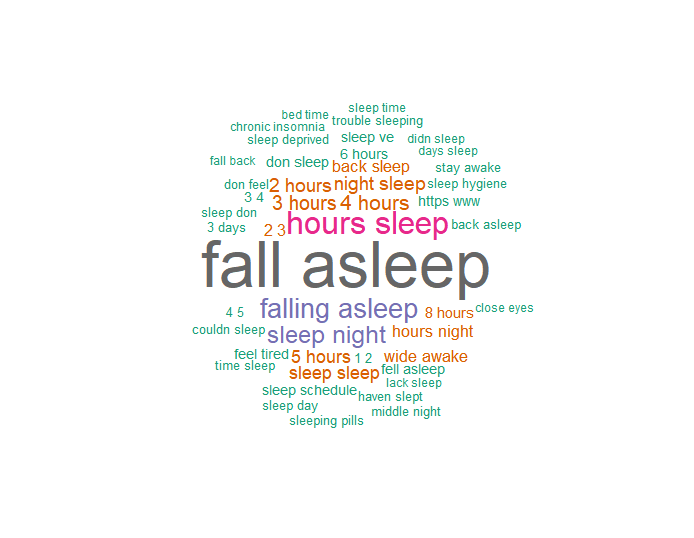 sleep time
bed time
trouble sleeping
chronic insomnia
sleep deprived
sleep ve
didn sleep
days sleep
6 hours
fall back
don sleep
back sleep
stay awake
don feel
2 hours
night sleep
sleep hygiene
3 4
3 hours
4 hours
https www
sleep don
3 days
2 3
hours sleep
back asleep
fall asleep
4 5
falling asleep
8 hours
close eyes
couldn sleep
sleep night
hours night
feel tired
5 hours
1 2
wide awake
time sleep
sleep sleep
fell asleep
lack sleep
sleep schedule
haven slept
sleep day
middle night
sleeping pills